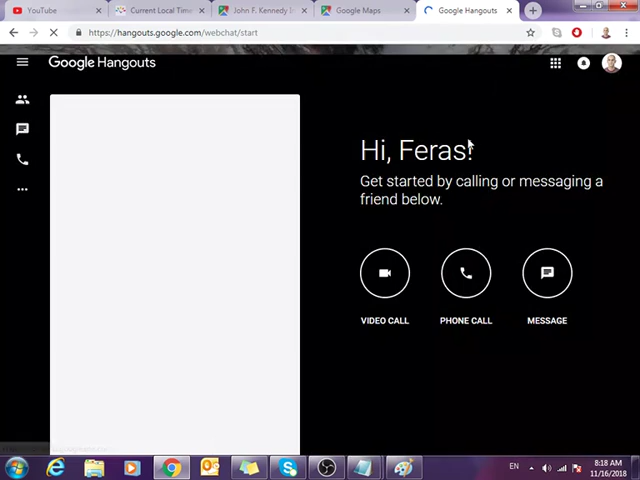 YouTube
Current Local Time
John F. Kennedy In
Google Maps
Google Hangouts
https://hangouts.google.com/webchat/start
Google Hangouts
Hi, Feras!
Get started by calling or messaging a
friend below.
VIDEO CALL
PHONE CALL
MESSAGE
EN
8:18 AM
11/16/2018